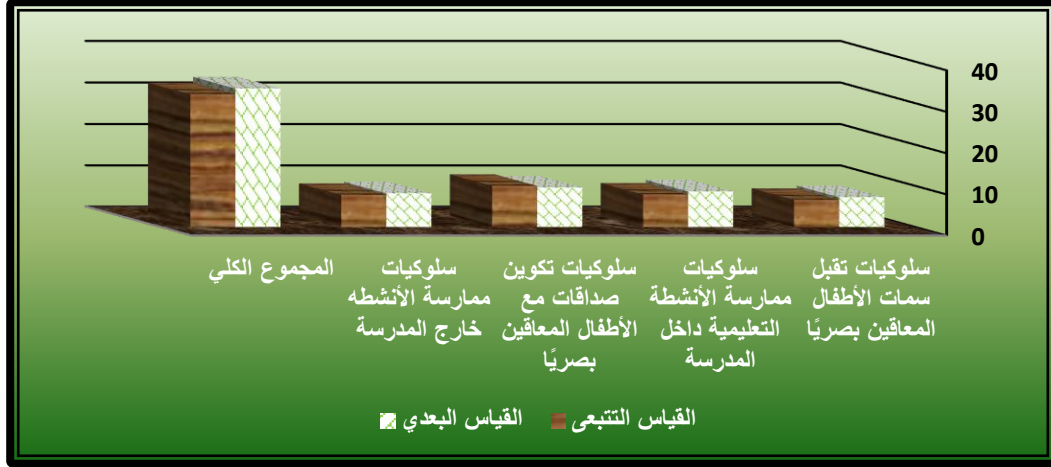 40
30
20
10
0
سلوكيات تقبل
سمات الأطفال
المعاقين بصريًا
سلوكيات
ممارسة الأنشطة
التعليمية داخل
المدرسة
سلوكيات تكوين
صداقات مع
الأطفال المعاقين
بصريًا
سلوكيات
ممارسة الأنشطه
خارج المدرسة
المجموع الكلي
القياس التتبعى
القياس البعدي